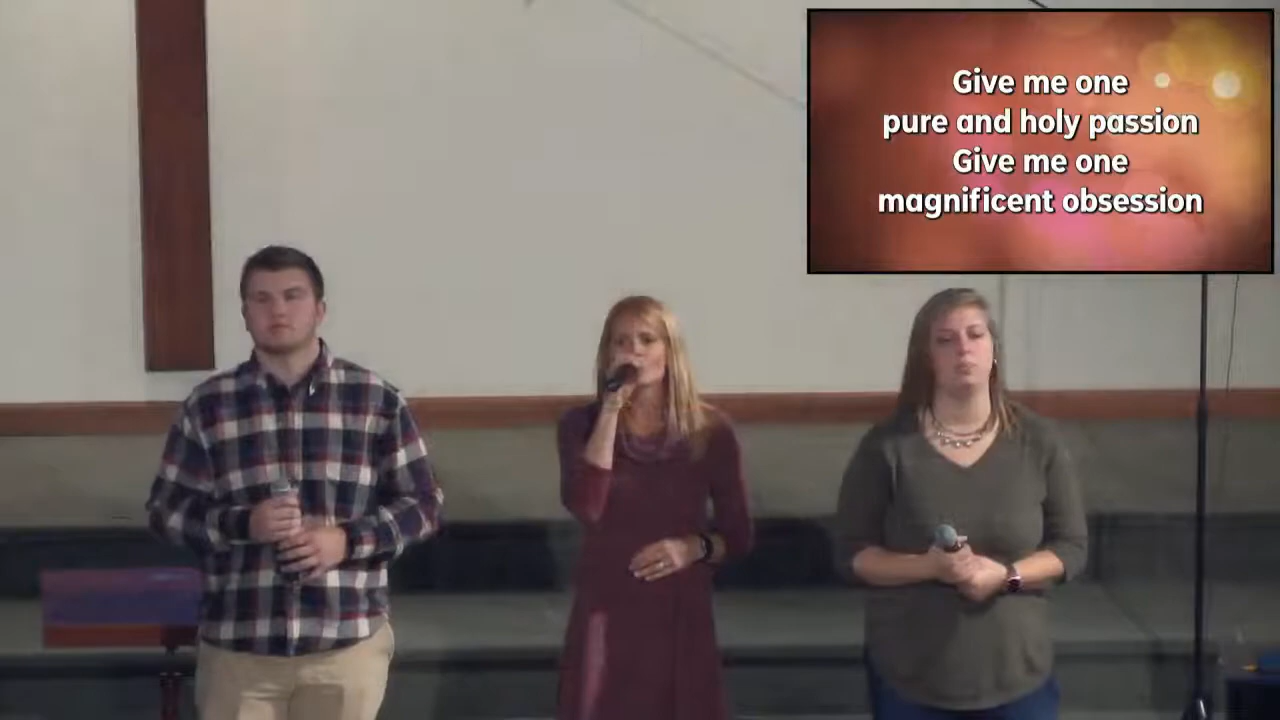 Give me one
pure and holy passion
Give me one
magnificent obsession